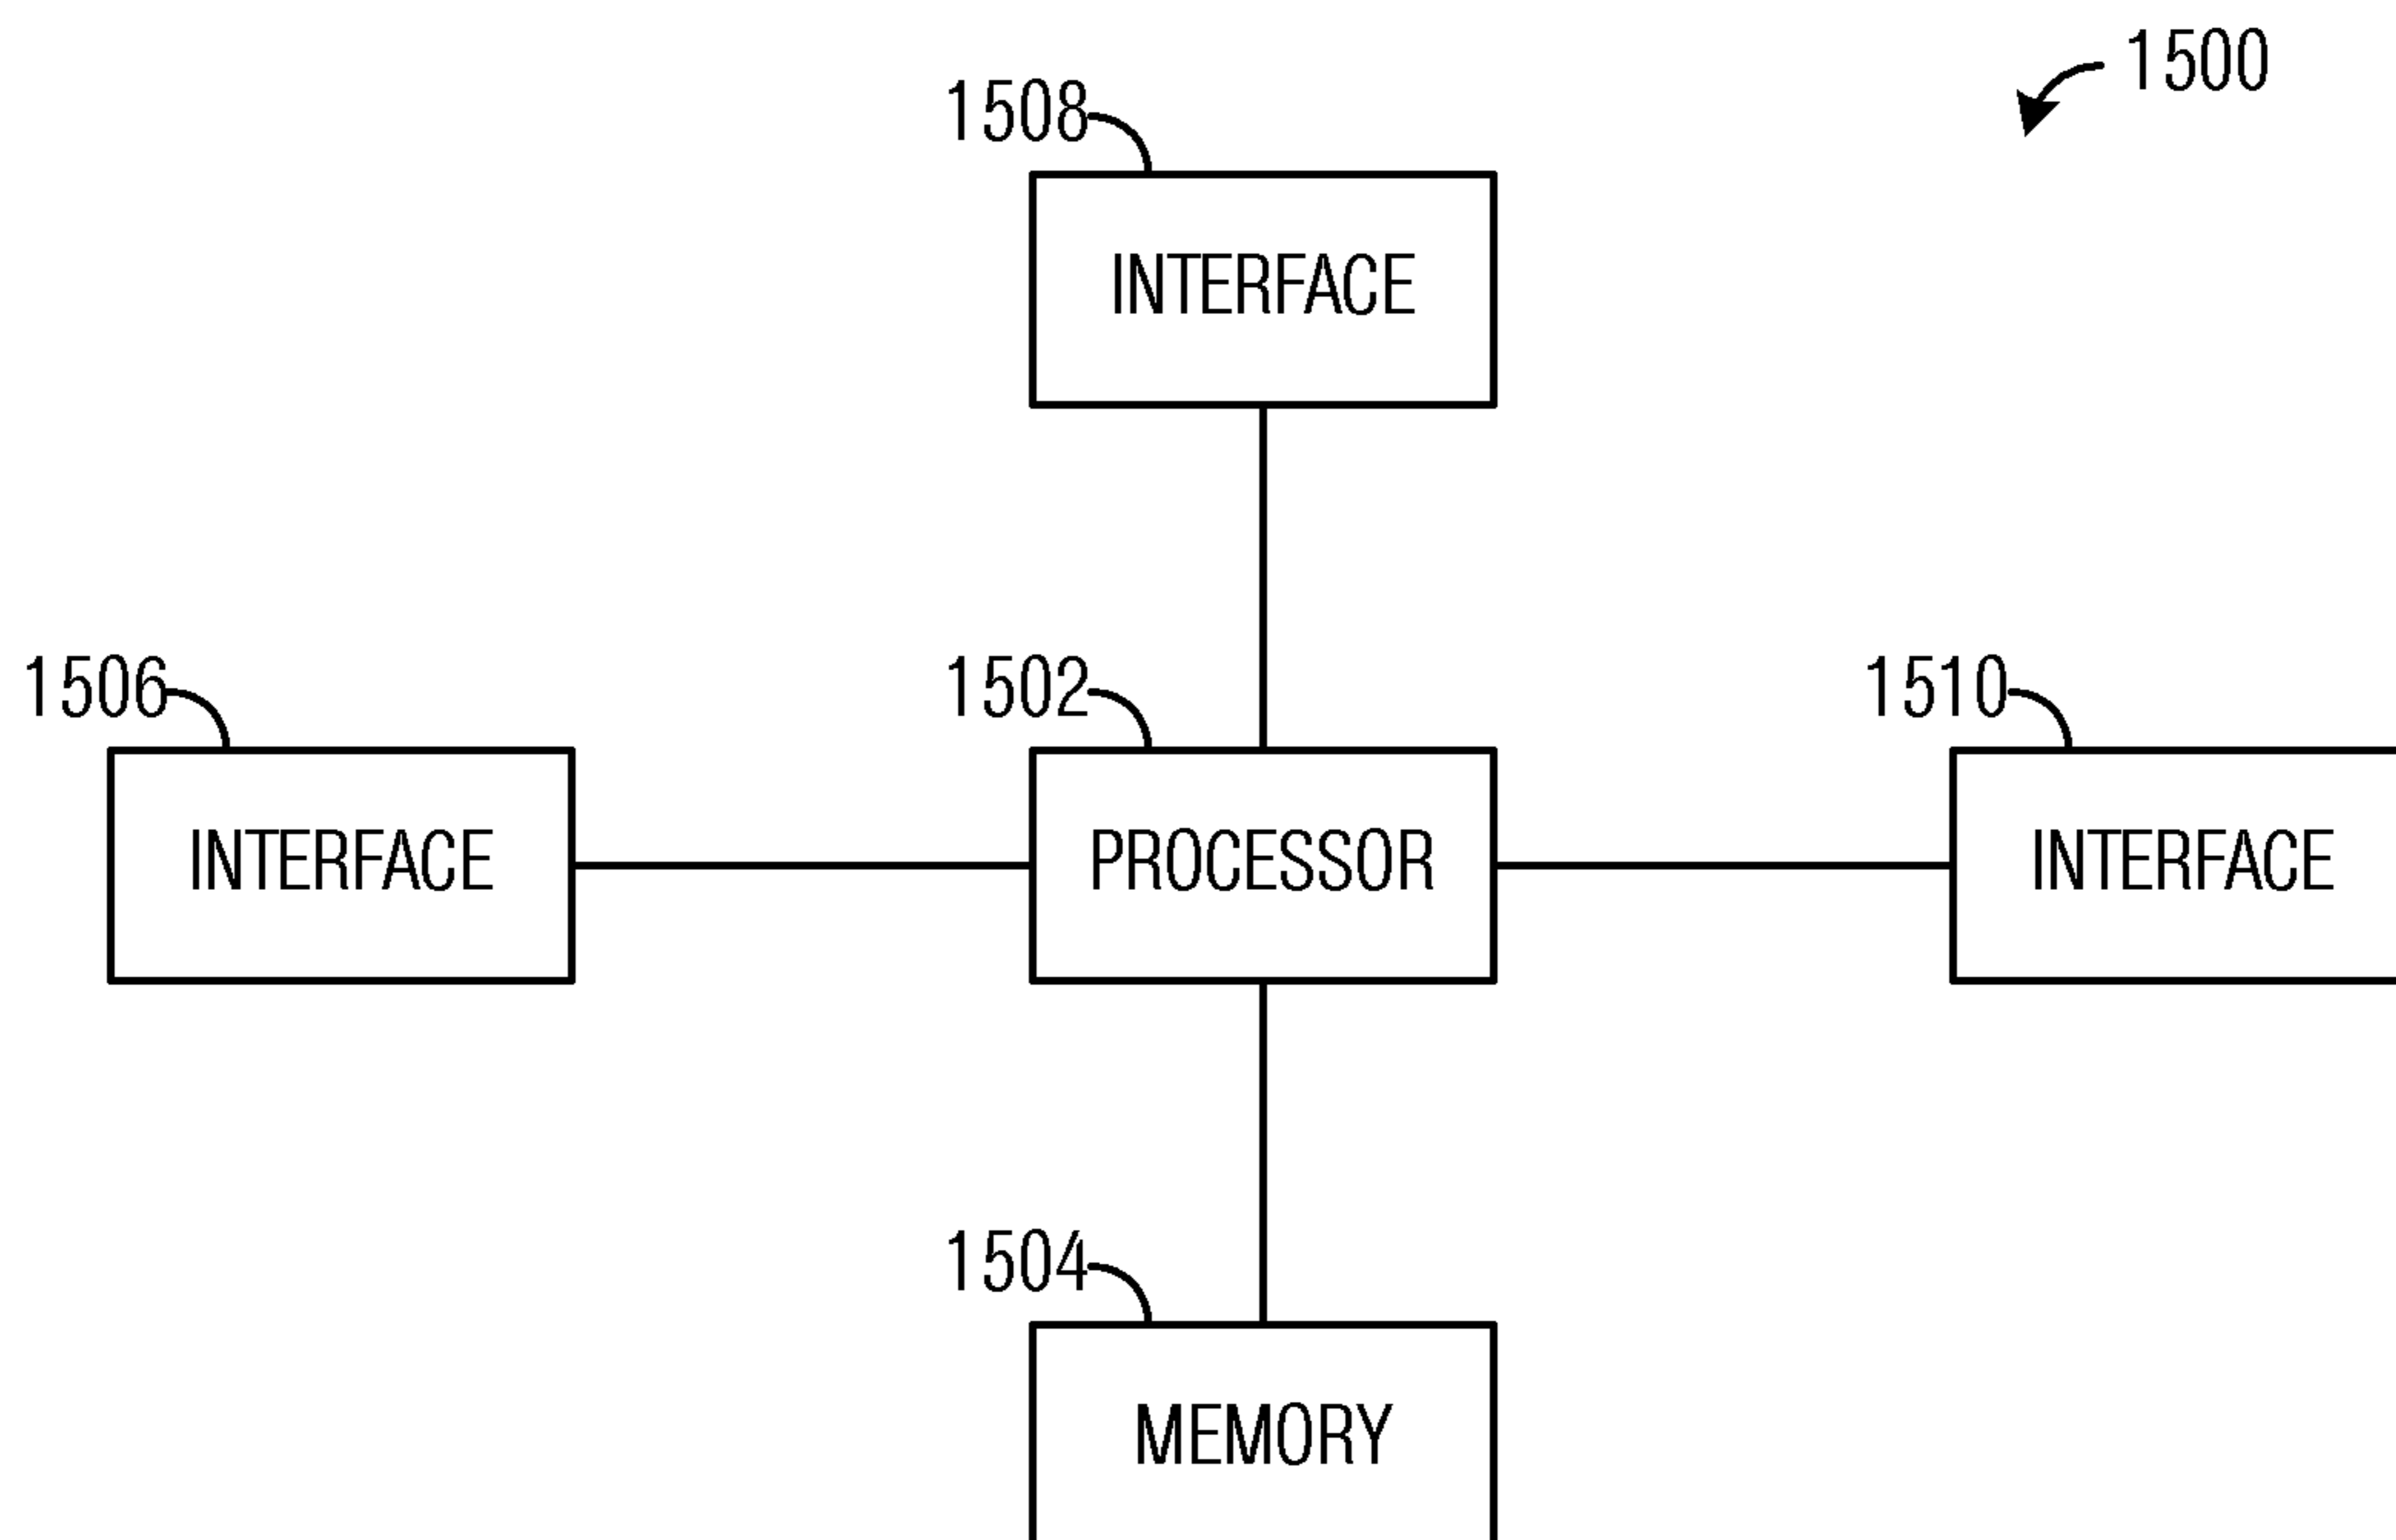 1500
1508
INTERFACE
1506
1502
1510
INTERFACE
PROCESSOR
INTERFACE
1504
MEMORY